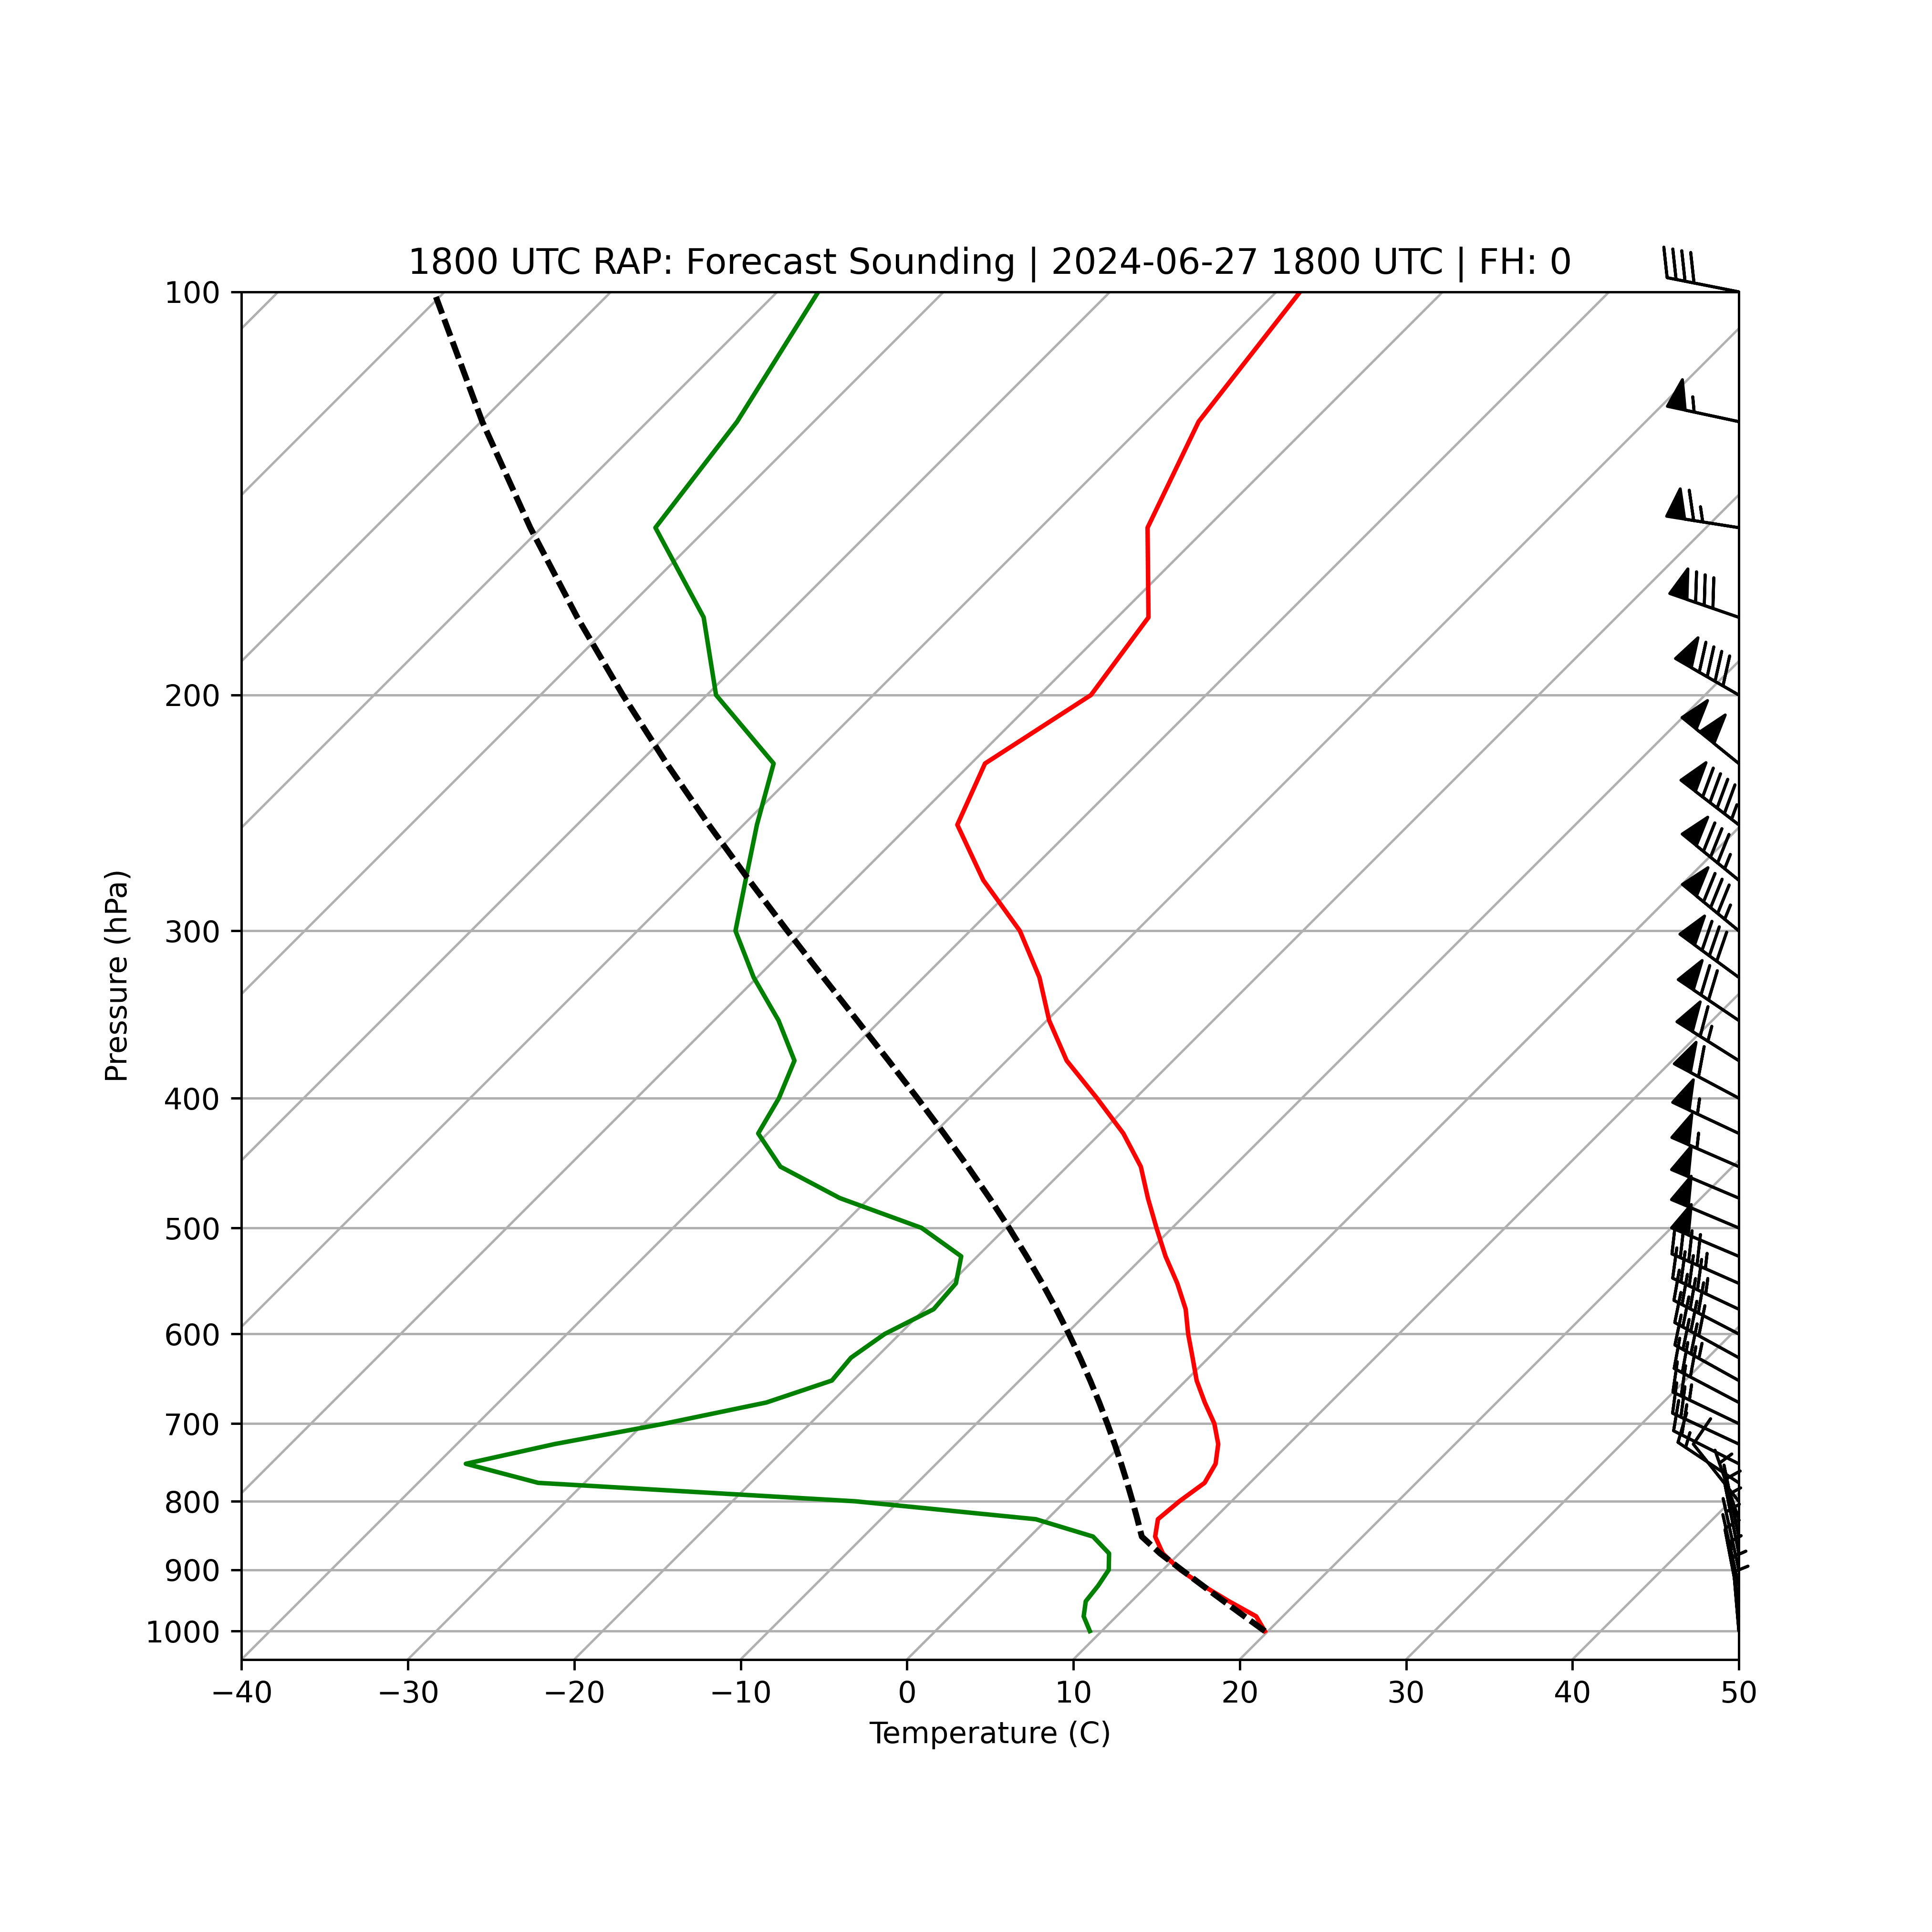 1800 UTC RAP: Forecast Sounding | 2024-06-27 1800 UTC | FH: 0
100
200
300
400
500
600
700
800
900
1000
Pressure (hPa)
−40 −30 −20 −10 0 10 20 30 40 50
Temperature (C)